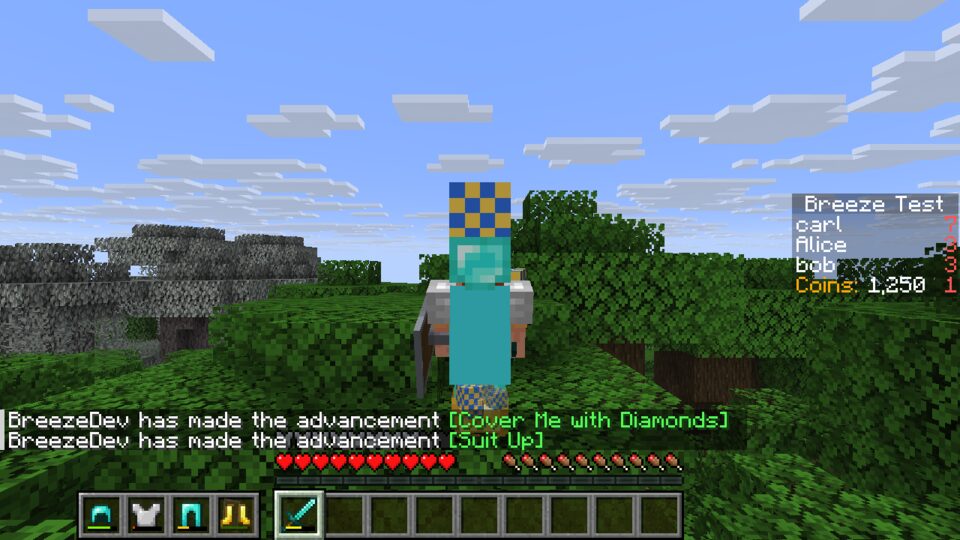 Breeze Test
carl 7
Alice 3
bob 3
Coins: 1,250 1
BreezeDev has made the advancement [Cover Me with Diamonds]
BreezeDev has made the advancement [Suit Up]